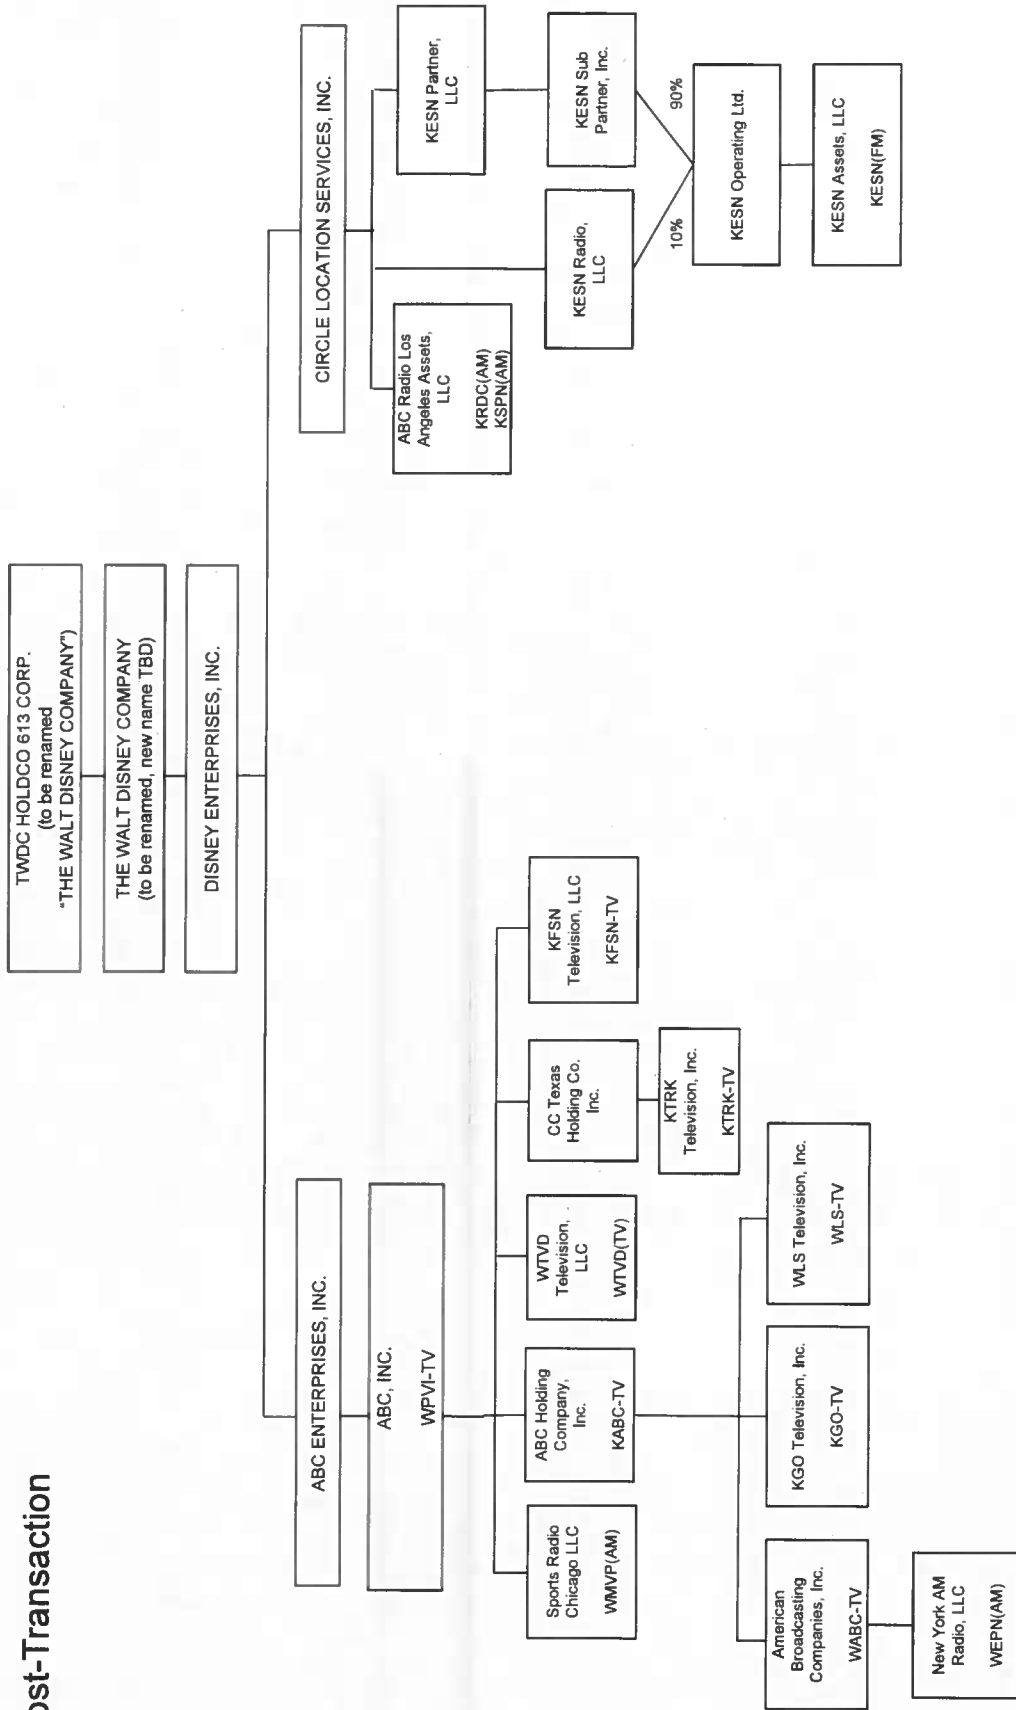 ost-Transaction
TWDC HOLDCO 613 CORP.
(to be renamed
"THE WALT DISNEY COMPANY")
THE WALT DISNEY COMPANY
(to be renamed, new name TBD)
DISNEY ENTERPRISES, INC.
ABC ENTERPRISES, INC.
ABC, INC.
WPVI-TV
Sports Radio
Chicago LLC
WMVP(AM)
ABC Holding
Company,
Inc.
KABC-TV
WTVD
Television,
LLC
WTVD(TV)
CC Texas
Holding Co.
Inc.
KFSN
Television, LLC
KFSN-TV
KTRK
Television, Inc.
KTRK-TV
American
Broadcasting
Companies, Inc.
WABC-TV
KGO Television, Inc.
KGO-TV
WLS Television, Inc.
WLS-TV
New York AM
Radio, LLC
WEPN(AM)
CIRCLE LOCATION SERVICES, INC.
ABC Radio Los
Angeles Assets,
LLC
KRDC(AM)
KSPN(AM)
KESN Partner,
LLC
KESN Radio,
LLC
KESN Sub
Partner, Inc.
10%
90%
KESN Operating Ltd.
KESN Assets, LLC
KESN(FM)